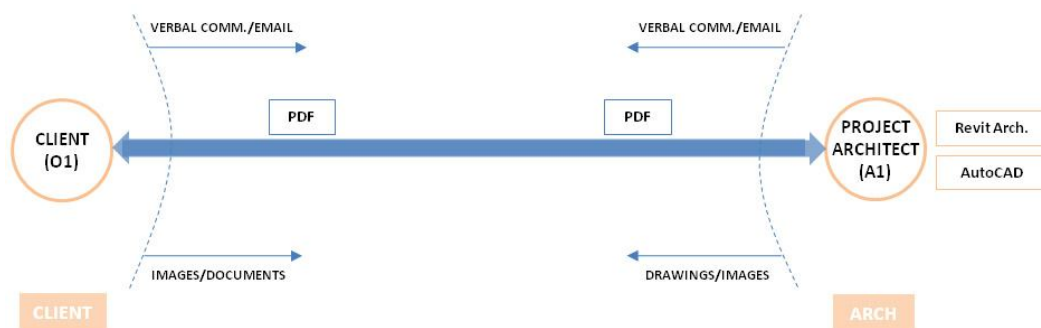 VERBAL COMM./EMAIL
VERBAL COMM./EMAIL
PDF
PDF
CLIENT
(O1)
PROJECT
ARCHITECT
(A1)
Revit Arch.
AutoCAD
IMAGES/DOCUMENTS
DRAWINGS/IMAGES
CLIENT
ARCH